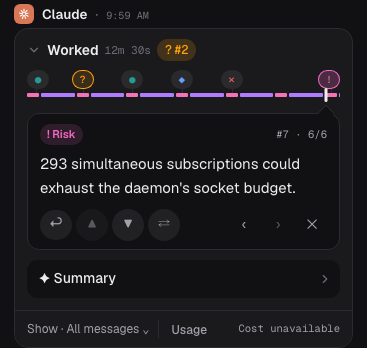 Claude · 9:59 AM
Worked 12m 30s ? #2
?
!
! Risk #7 · 6/6
293 simultaneous subscriptions could
exhaust the daemon's socket budget.
Summary
Show · All messages Usage Cost unavailable